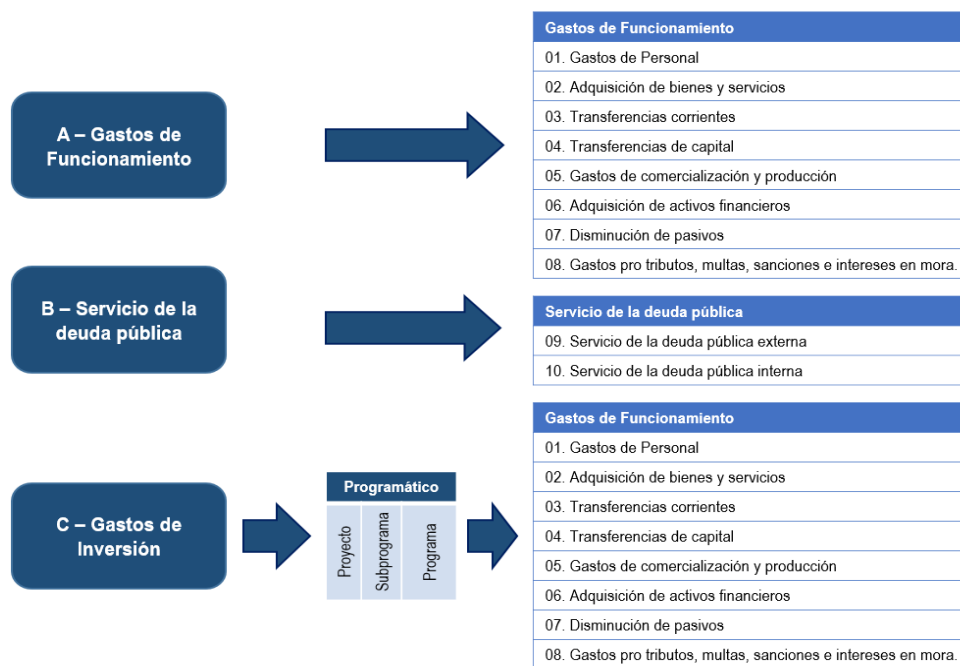 A – Gastos de
Funcionamiento
Gastos de Funcionamiento
01. Gastos de Personal
02. Adquisición de bienes y servicios
03. Transferencias corrientes
04. Transferencias de capital
05. Gastos de comercialización y producción
06. Adquisición de activos financieros
07. Disminución de pasivos
08. Gastos pro tributos, multas, sanciones e intereses en mora.
B – Servicio de la
deuda pública
Servicio de la deuda pública
09. Servicio de la deuda pública externa
10. Servicio de la deuda pública interna
C – Gastos de
Inversión
Programático
Proyecto
Subprograma
Programa
Gastos de Funcionamiento
01. Gastos de Personal
02. Adquisición de bienes y servicios
03. Transferencias corrientes
04. Transferencias de capital
05. Gastos de comercialización y producción
06. Adquisición de activos financieros
07. Disminución de pasivos
08. Gastos pro tributos, multas, sanciones e intereses en mora.